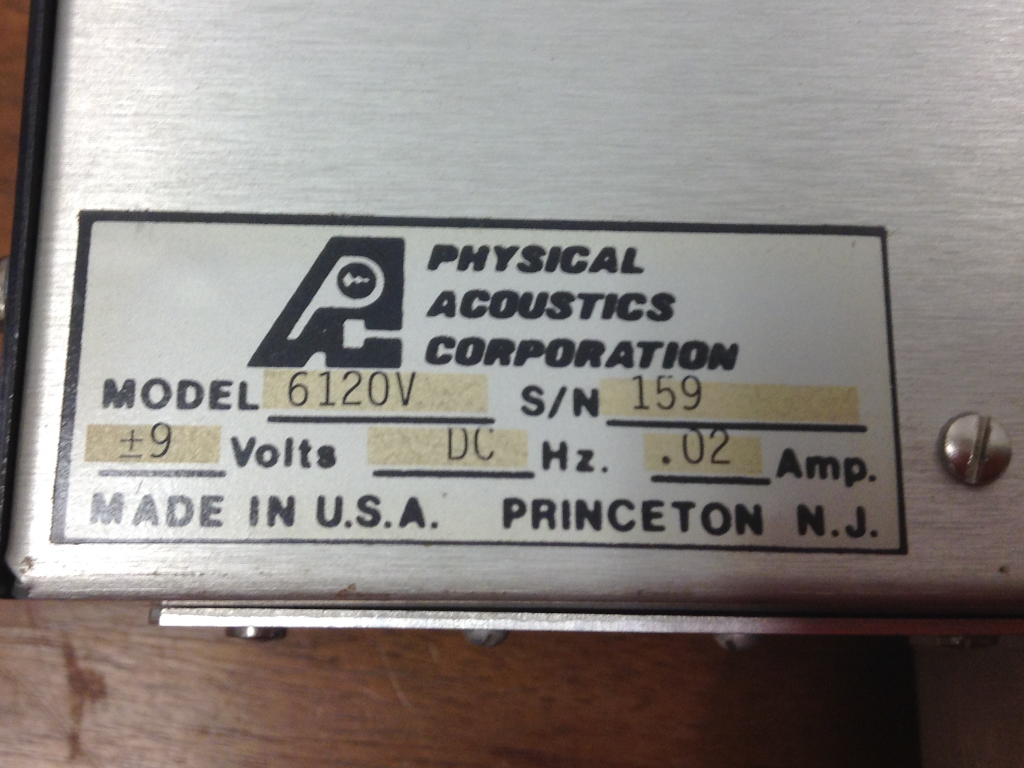 PHYSICAL
ACOUSTICS
CORPORATION
MODEL 6120V S/N 159
±9 Volts DC Hz. .02 Amp.
MADE IN U.S.A. PRINCETON N.J.